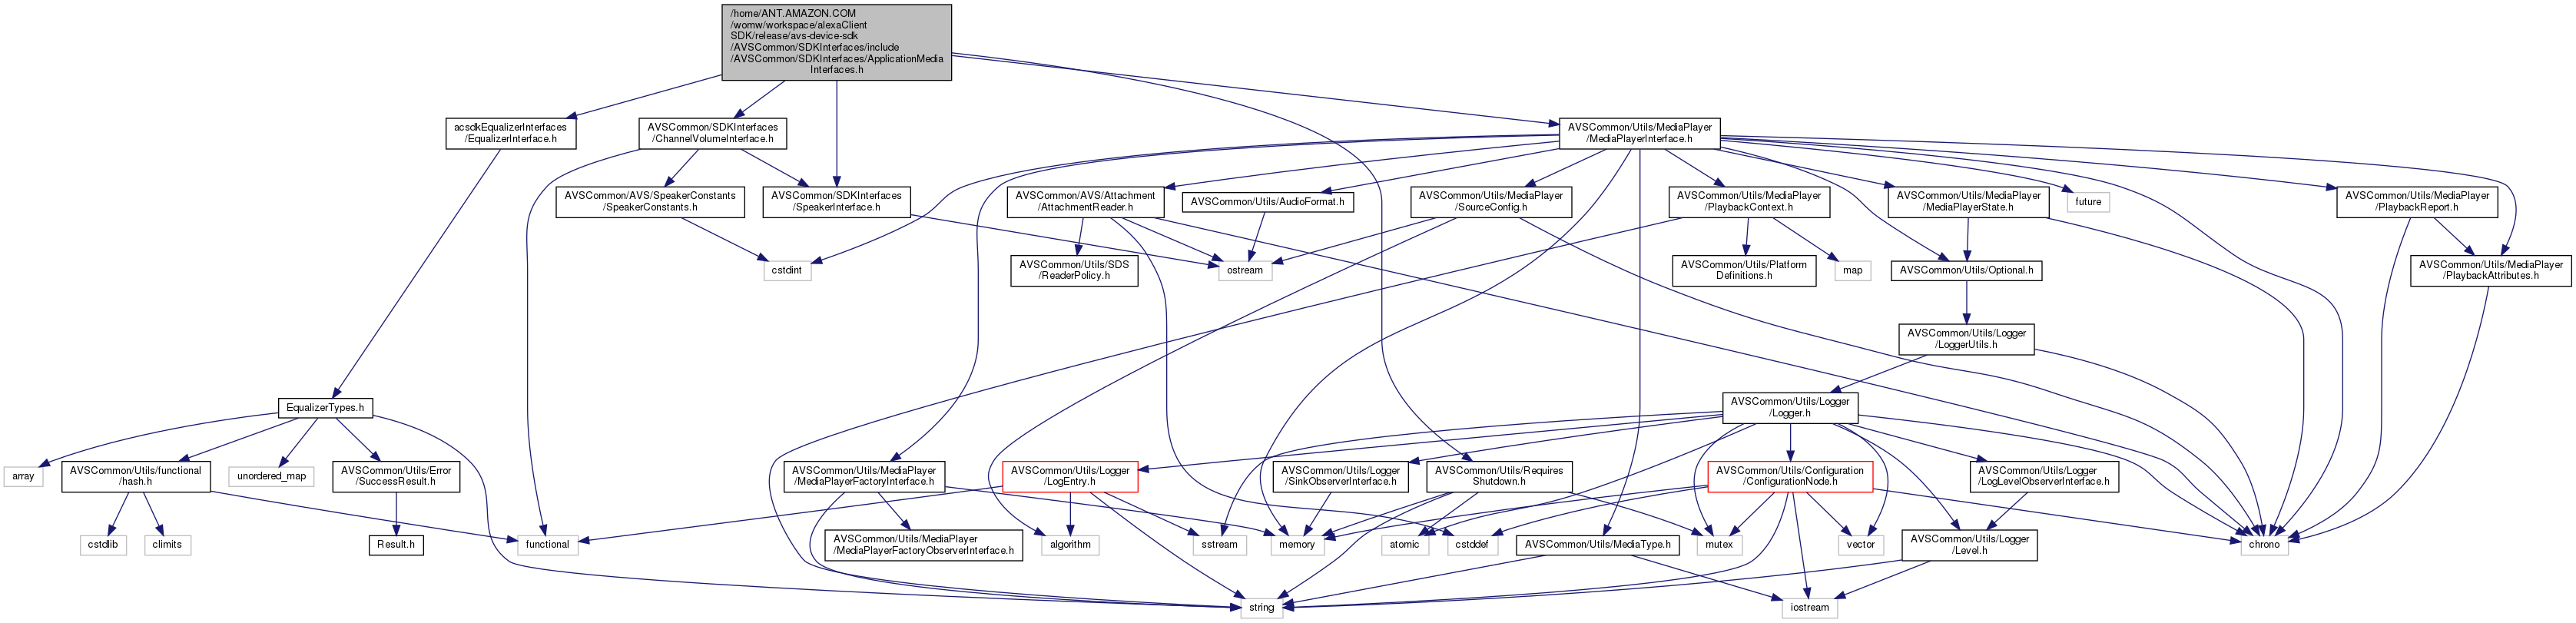 /home/ANT.AMAZON.COM
/womw/workspace/alexaClient
SDK/release/avs-device-sdk
/AVSCommon/SDKInterfaces/include
/AVSCommon/SDKInterfaces/ApplicationMedia
Interfaces.h
acsdkEqualizerInterfaces
/EqualizerInterface.h
AVSCommon/SDKInterfaces
/ChannelVolumeInterface.h
AVSCommon/Utils/MediaPlayer
/MediaPlayerInterface.h
AVSCommon/AVS/SpeakerConstants
/SpeakerConstants.h
AVSCommon/SDKInterfaces
/SpeakerInterface.h
AVSCommon/AVS/Attachment
/AttachmentReader.h
AVSCommon/Utils/AudioFormat.h
AVSCommon/Utils/MediaPlayer
/SourceConfig.h
AVSCommon/Utils/MediaPlayer
/PlaybackContext.h
AVSCommon/Utils/MediaPlayer
/MediaPlayerState.h
future
AVSCommon/Utils/MediaPlayer
/PlaybackReport.h
cstdint
AVSCommon/Utils/SDS
/ReaderPolicy.h
ostream
AVSCommon/Utils/Platform
Definitions.h
map
AVSCommon/Utils/Optional.h
AVSCommon/Utils/MediaPlayer
/PlaybackAttributes.h
AVSCommon/Utils/Logger
/LoggerUtils.h
EqualizerTypes.h
AVSCommon/Utils/Logger
/Logger.h
array
AVSCommon/Utils/functional
/hash.h
unordered_map
AVSCommon/Utils/Error
/SuccessResult.h
AVSCommon/Utils/MediaPlayer
/MediaPlayerFactoryInterface.h
AVSCommon/Utils/Logger
/LogEntry.h
AVSCommon/Utils/Logger
/SinkObserverInterface.h
AVSCommon/Utils/Requires
Shutdown.h
AVSCommon/Utils/Configuration
/ConfigurationNode.h
AVSCommon/Utils/Logger
/LogLevelObserverInterface.h
cstdlib
climits
Result.h
functional
AVSCommon/Utils/MediaPlayer
/MediaPlayerFactoryObserverInterface.h
algorithm
sstream
memory
atomic
cstddef
AVSCommon/Utils/MediaType.h
mutex
vector
AVSCommon/Utils/Logger
/Level.h
chrono
string
iostream